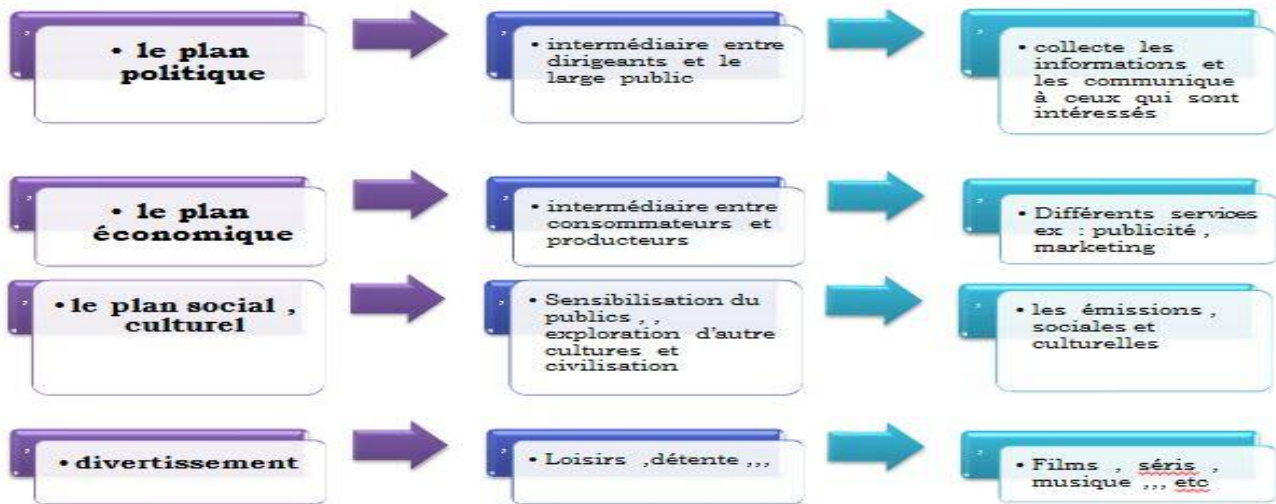 • le plan
politique
• intermédiaire entre
dirigeants et le
large public
• collecte les
informations et
les communique
à ceux qui sont
intéressés
• le plan
économique
• intermédiaire entre
consommateurs et
producteurs
• Différents services
ex : publicité ,
marketing
• le plan social ,
culturel
• Sensibilisation du
publics , ,
exploration d'autre
cultures et
civilisation
• les émissions ,
sociales et
culturelles
• divertissement
• Loisirs ,détente ,,,
• Films , séris ,
musique ,,, etc